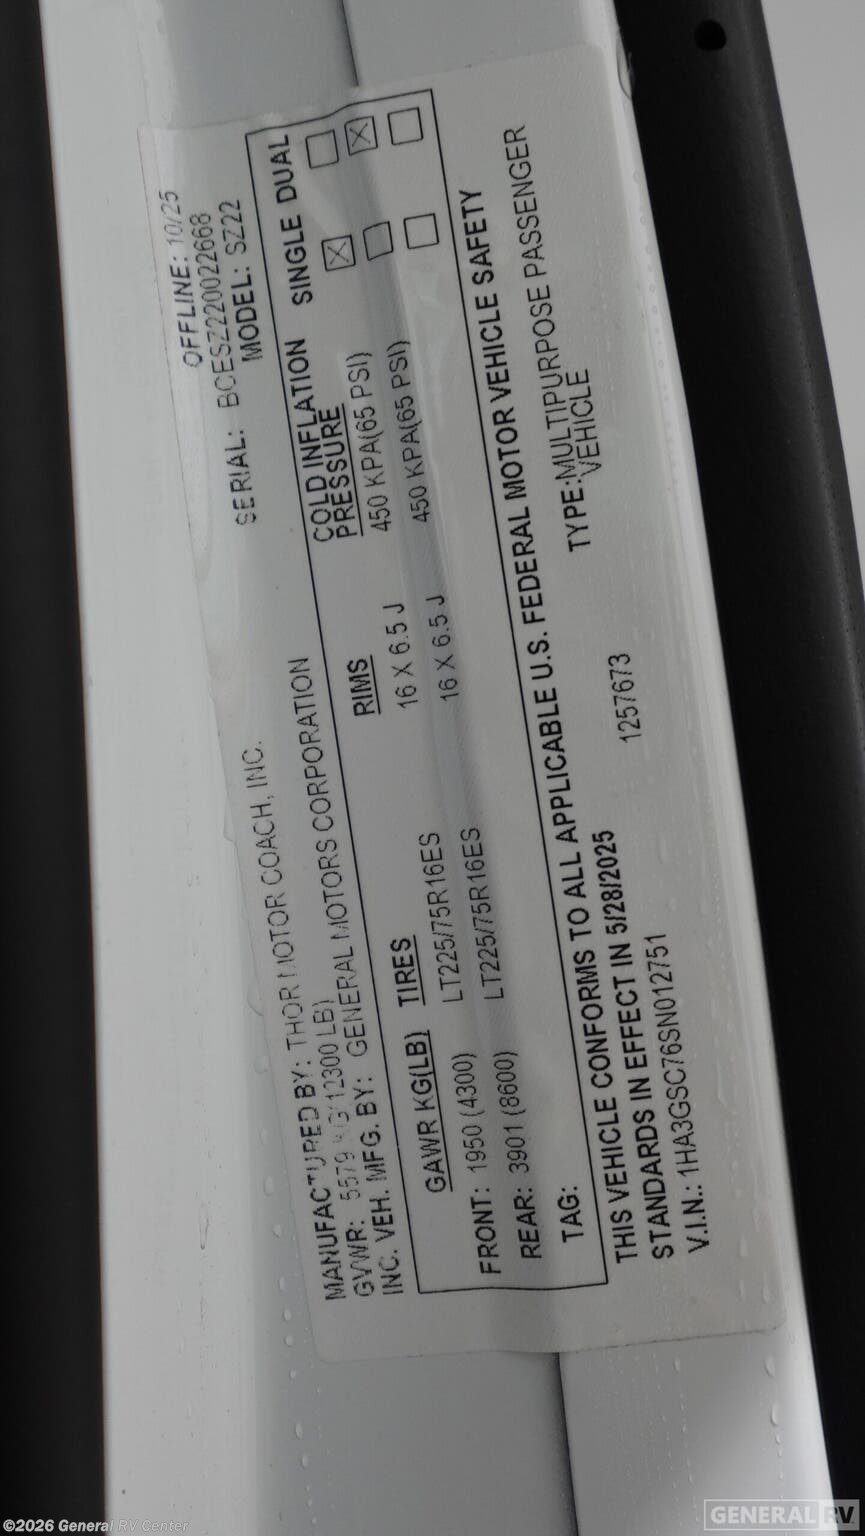 OFFLINE: 10/25
SERIAL: BCESZ220022668
MODEL: SZ22
MANUFACTURED BY: THOR MOTOR COACH, INC.
GVWR: 5579 KG(12300 LB)
INC. VEH. MFG. BY: GENERAL MOTORS CORPORATION
GAWR KG(LB) TIRES RIMS COLD INFLATION PRESSURE SINGLE DUAL
FRONT: 1950 (4300) LT225/75R16ES 16 X 6.5 J 450 KPA(65 PSI) X
REAR: 3901 (8600) LT225/75R16ES 16 X 6.5 J 450 KPA(65 PSI) X
TAG:
THIS VEHICLE CONFORMS TO ALL APPLICABLE U.S. FEDERAL MOTOR VEHICLE SAFETY
STANDARDS IN EFFECT IN 5/28/2025
V.I.N.: 1HA3GSC76SN012751
1257673
TYPE:MULTIPURPOSE PASSENGER
VEHICLE
©2026 General RV Center
GENERAL RV